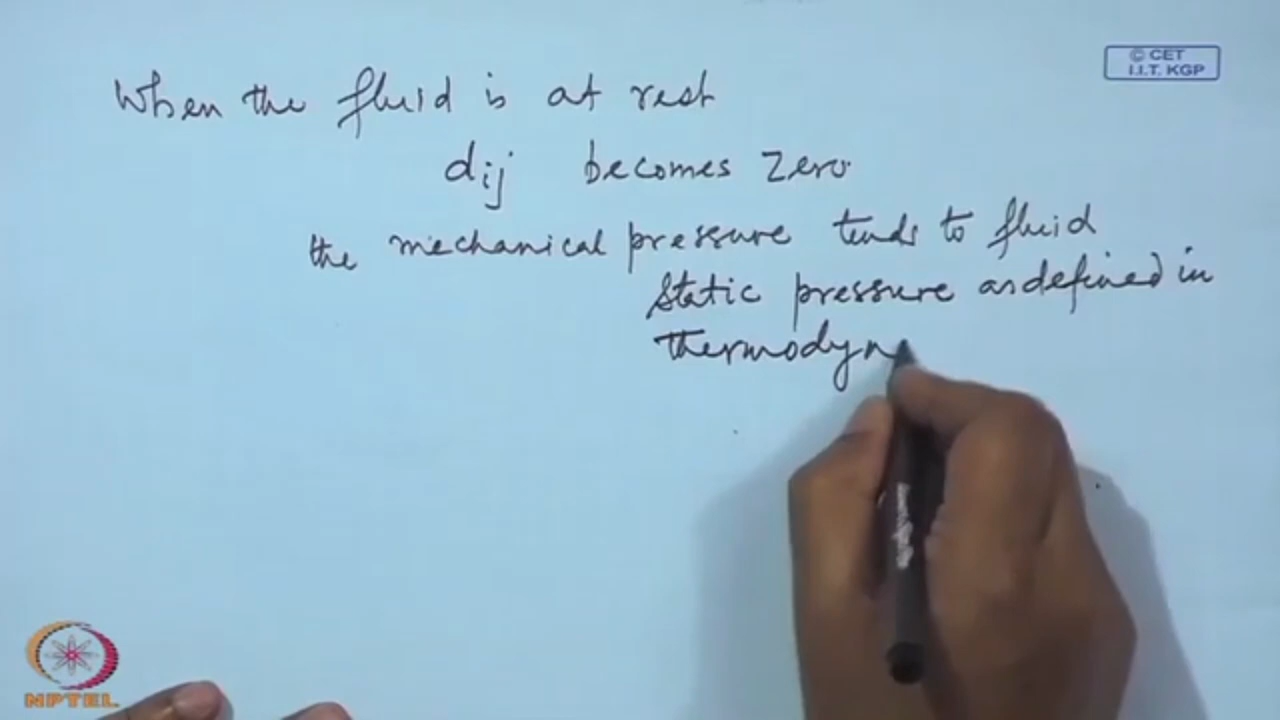 © CET
I.I.T. KGP
When the fluid is at rest
dij becomes zero
the mechanical pressure tends to fluid
static pressure as defined in
thermodyn
NPTEL